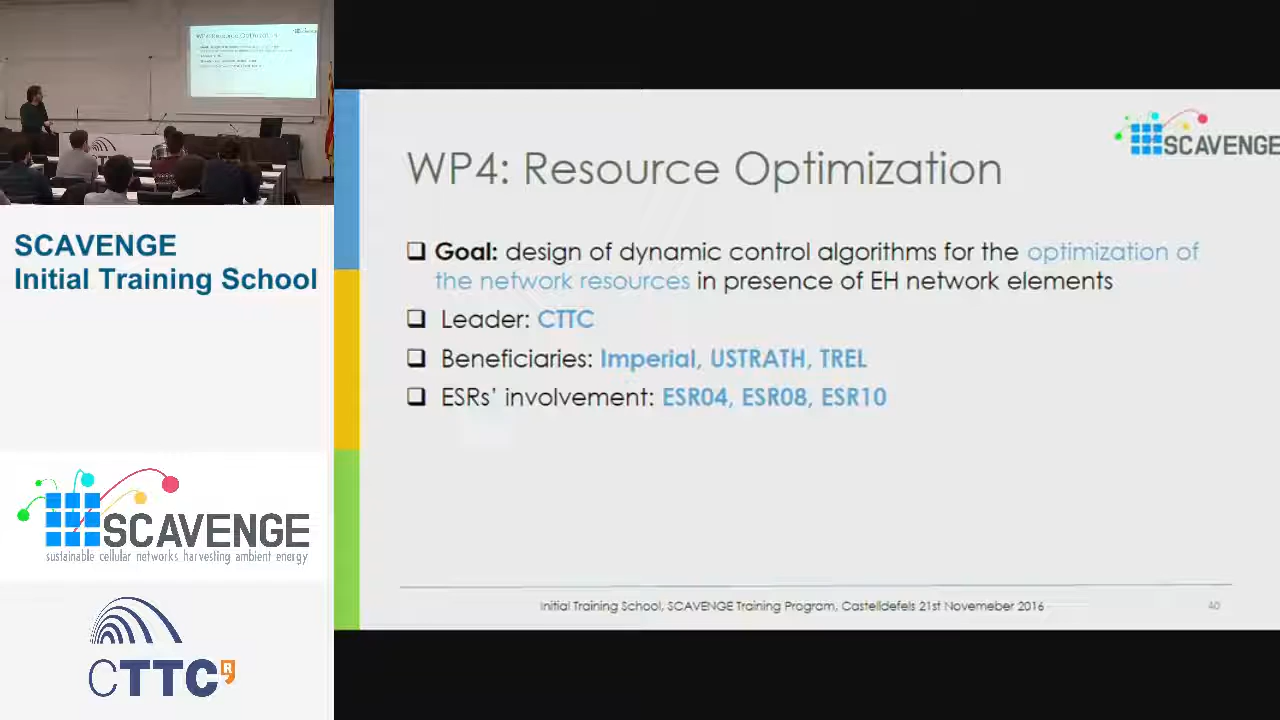 WP4: Resource Optimization
SCAVENGE
WP4: Resource Optimization
❑ Goal: design of dynamic control algorithms for the optimization of
the network resources in presence of EH network elements
❑ Leader: CTTC
❑ Beneficiaries: Imperial, USTRATH, TREL
❑ ESRs’ involvement: ESR04, ESR08, ESR10
Initial Training School, SCAVENGE Training Program, Castelldefels 21st Novemeber 2016
40
SCAVENGE
Initial Training School
SCAVENGE
sustainable cellular networks harvesting ambient energy
CTTC
R